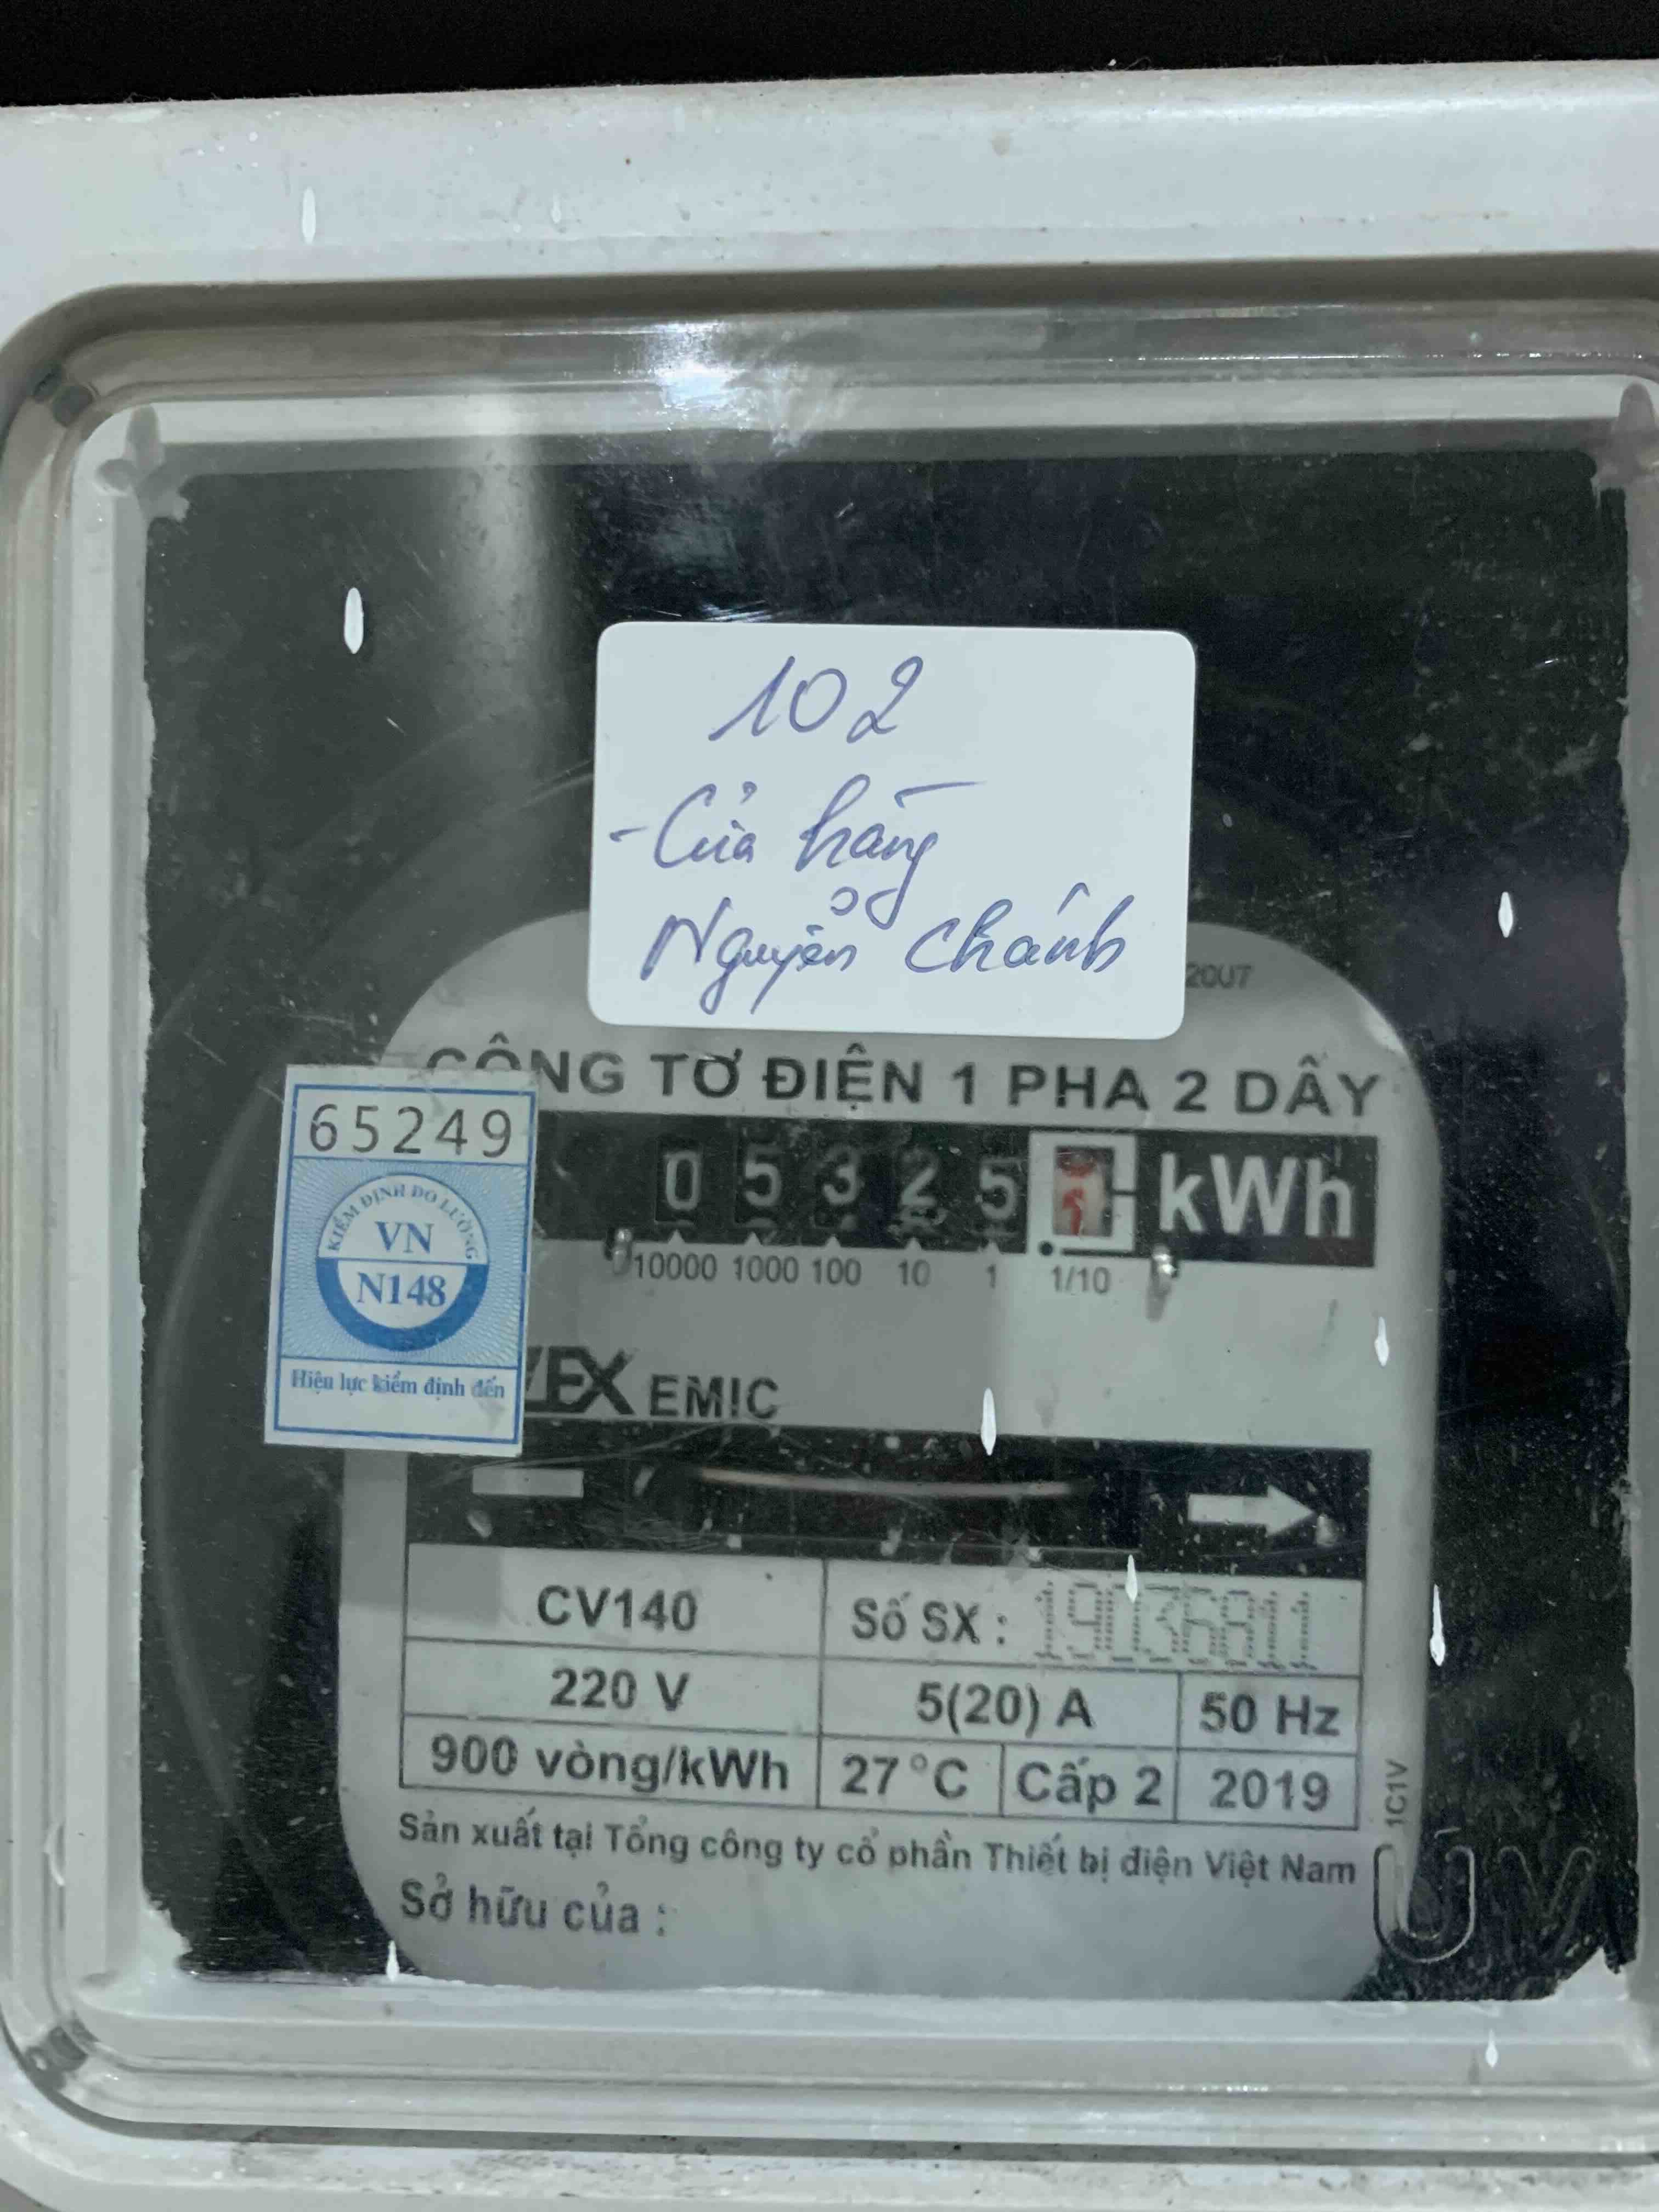 102
- Cửa hàng
Nguyễn Chánh
2007
CÔNG TƠ ĐIỆN 1 PHA 2 DÂY
65249
KIỂM ĐỊNH ĐO LƯỜNG
VN
N148
Hiệu lực kiểm định đến
0 5 3 2 5 kWh
10000 1000 100 10 1 1/10
EMIC
CV140
Số SX : 19036811
220 V
5(20) A
50 Hz
900 vòng/kWh
27°C
Cấp 2
2019
1C1V
Sản xuất tại Tổng công ty cổ phần Thiết bị điện Việt Nam
Sở hữu của :